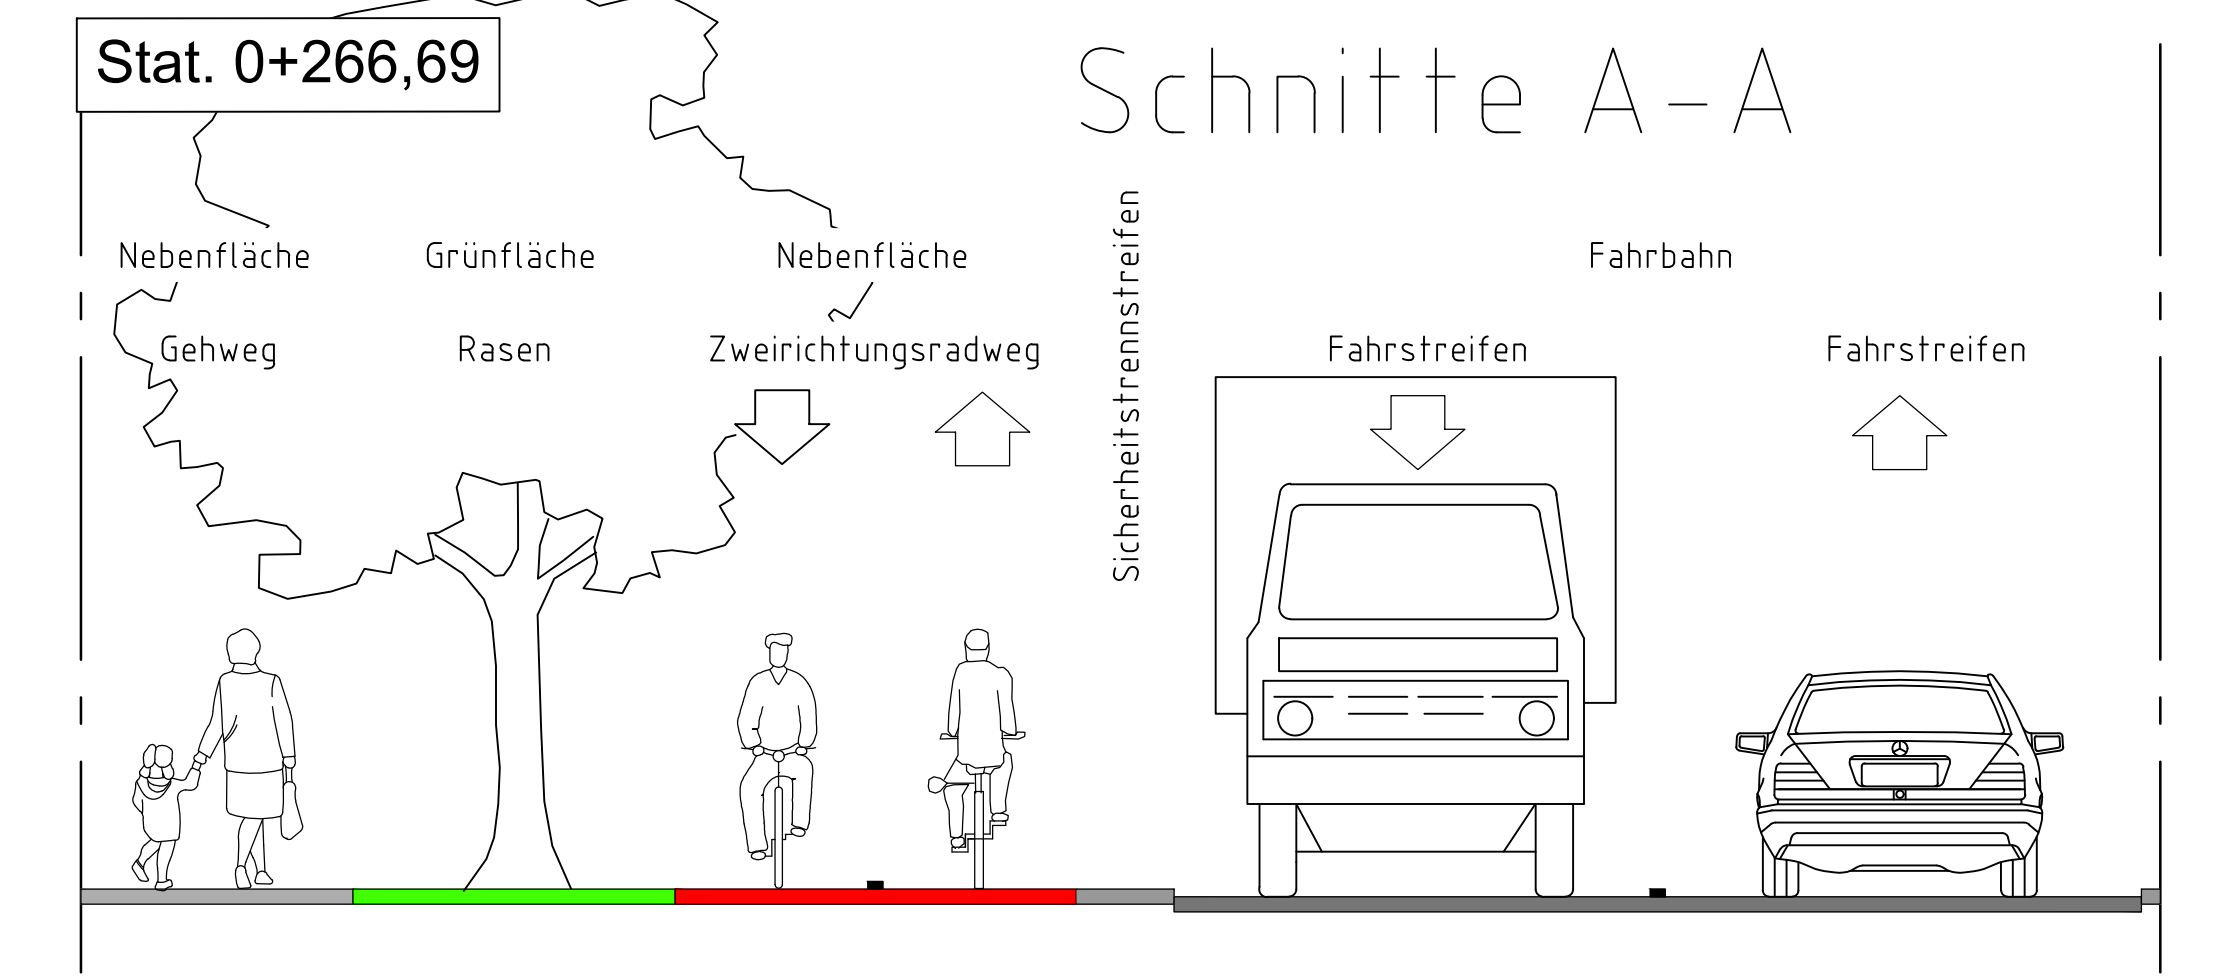 Stat. 0+266,69
Schnitte A-A
Nebenfläche
Grünfläche
Nebenfläche
Sicherheitstrennstreifen
Fahrbahn
Gehweg
Rasen
Zweirichtungsradweg
Fahrstreifen
Fahrstreifen